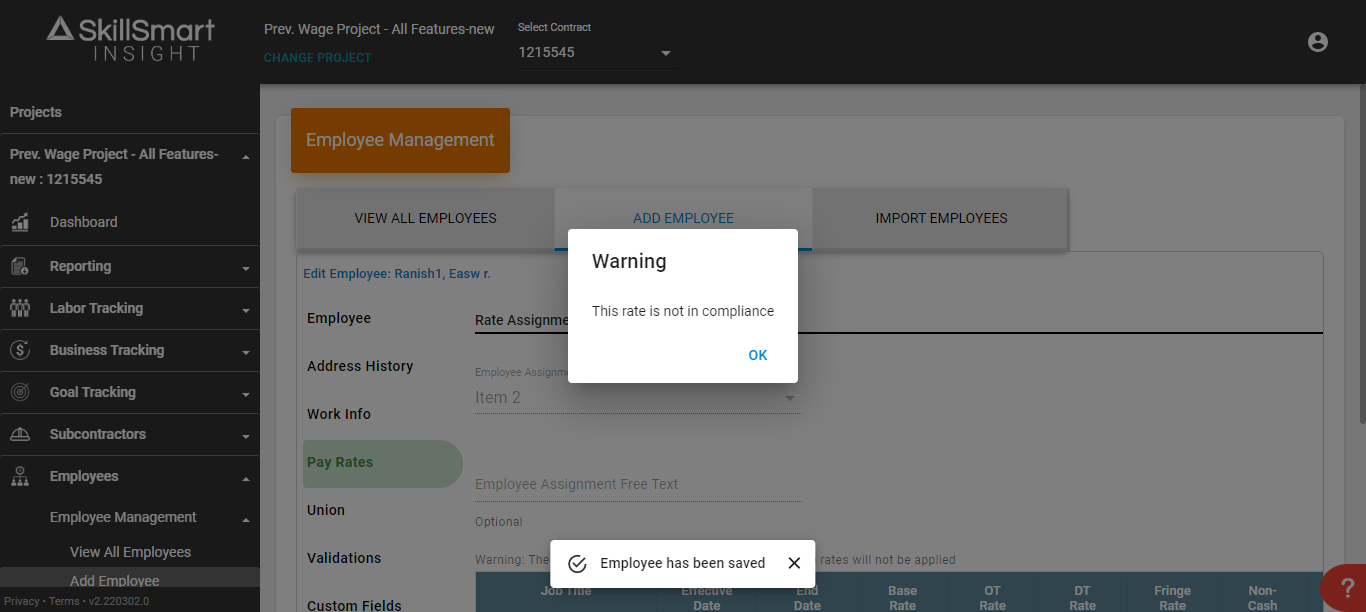 SkillSmart
INSIGHT
Prev. Wage Project - All Features-new
CHANGE PROJECT
Select Contract
1215545
Projects
Prev. Wage Project - All Features-
new : 1215545
Dashboard
Reporting
Labor Tracking
Business Tracking
Goal Tracking
Subcontractors
Employees
Employee Management
View All Employees
Add Employee
Privacy • Terms • v2.220302.0
Employee Management
VIEW ALL EMPLOYEES
ADD EMPLOYEE
IMPORT EMPLOYEES
Edit Employee: Ranish1, Easw r.
Employee
Address History
Work Info
Pay Rates
Union
Validations
Custom Fields
Rate Assignme
Employee Assignm
Item 2
Employee Assignment Free Text
Optional
Warning: The
rates will not be applied
Job Title
Effective
Date
End
Date
Base
Rate
OT
Rate
DT
Rate
Fringe
Rate
Non-
Cash
Warning
This rate is not in compliance
OK
Employee has been saved
?